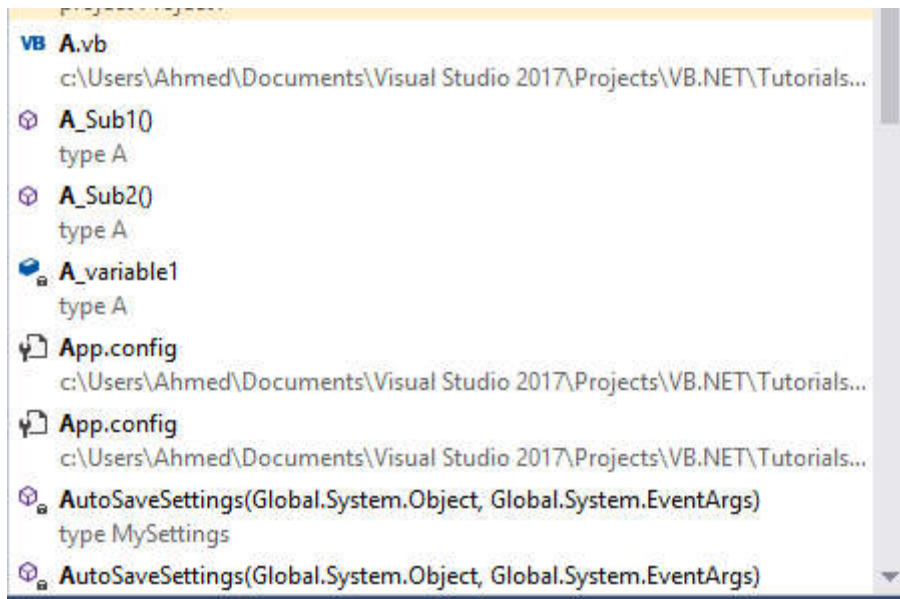 VB A.vb
c:\Users\Ahmed\Documents\Visual Studio 2017\Projects\VB.NET\Tutorials...
A_Sub1()
type A
A_Sub2()
type A
A_variable1
type A
App.config
c:\Users\Ahmed\Documents\Visual Studio 2017\Projects\VB.NET\Tutorials...
App.config
c:\Users\Ahmed\Documents\Visual Studio 2017\Projects\VB.NET\Tutorials...
AutoSaveSettings(Global.System.Object, Global.System.EventArgs)
type MySettings
AutoSaveSettings(Global.System.Object, Global.System.EventArgs)